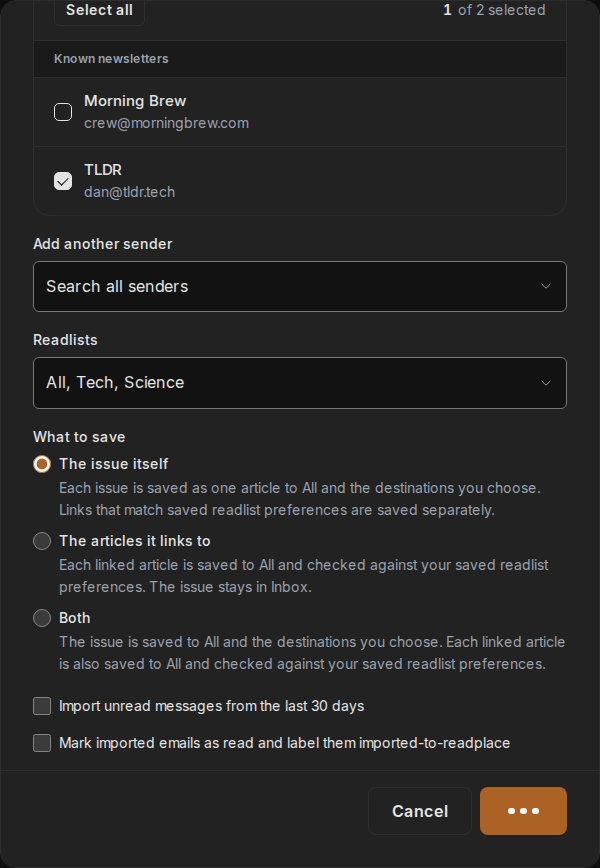 Select all
1 of 2 selected
Known newsletters
Morning Brew
crew@morningbrew.com
TLDR
dan@tldr.tech
Add another sender
Search all senders
Readlists
All, Tech, Science
What to save
The issue itself
Each issue is saved as one article to All and the destinations you choose.
Links that match saved readlist preferences are saved separately.
The articles it links to
Each linked article is saved to All and checked against your saved readlist
preferences. The issue stays in Inbox.
Both
The issue is saved to All and the destinations you choose. Each linked article
is also saved to All and checked against your saved readlist preferences.
Import unread messages from the last 30 days
Mark imported emails as read and label them imported-to-readplace
Cancel